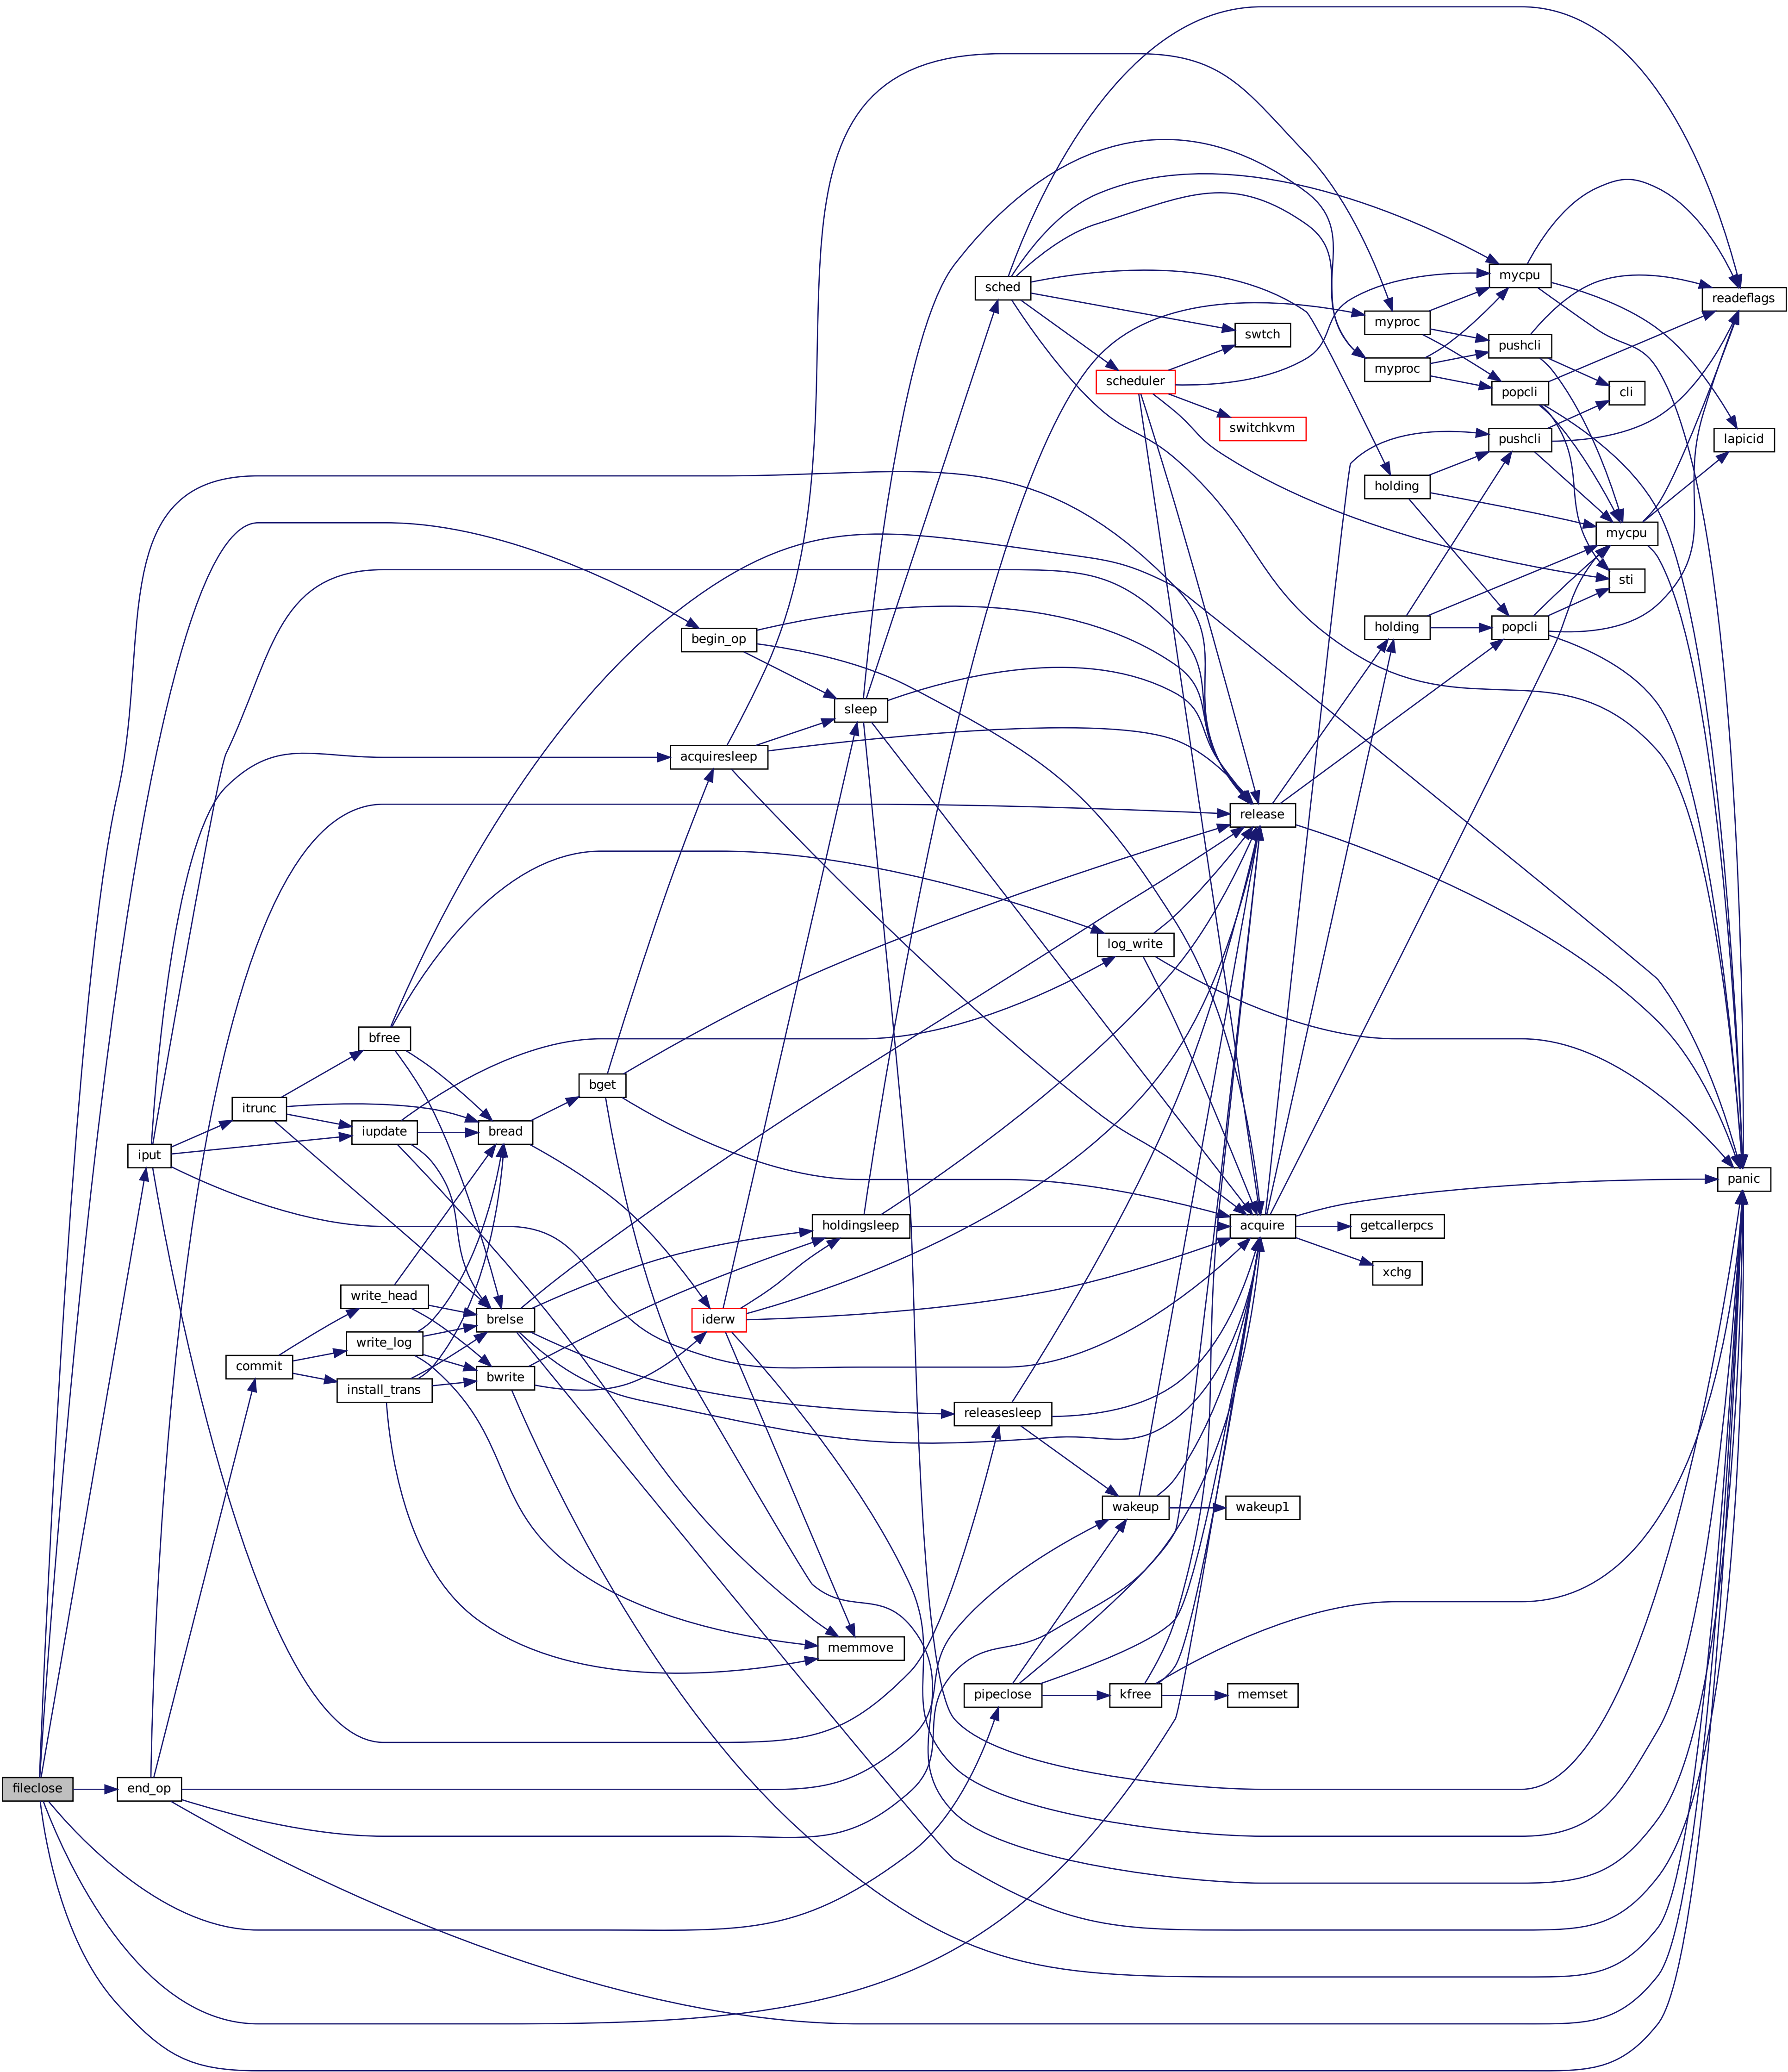 sched
mycpu
readeflags
myproc
swtch
pushcli
myproc
scheduler
popcli
cli
switchkvm
pushcli
lapicid
holding
mycpu
sti
begin_op
holding
popcli
sleep
acquiresleep
release
log_write
bfree
bget
itrunc
iupdate
bread
iput
panic
holdingsleep
acquire
getcallerpcs
xchg
write_head
brelse
iderw
write_log
commit
bwrite
install_trans
releasesleep
wakeup
wakeup1
memmove
pipeclose
kfree
memset
fileclose
end_op